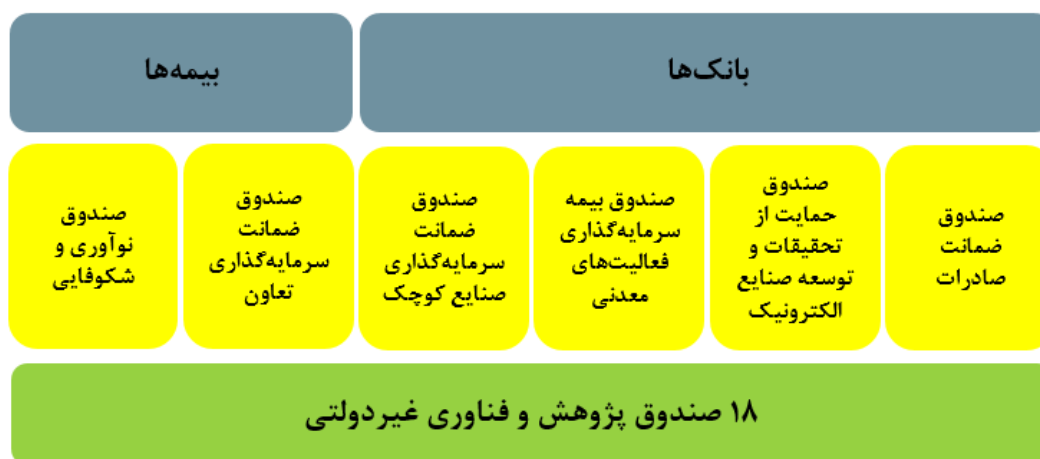 بانک‌ها
بیمه‌ها
صندوق
ضمانت
صادرات
صندوق
حمایت از
تحقیقات و
توسعه صنایع
الکترونیک
صندوق بیمه
سرمایه‌گذاری
فعالیت‌های
معدنی
صندوق
ضمانت
سرمایه‌گذاری
صنایع کوچک
صندوق
ضمانت
سرمایه‌گذاری
تعاون
صندوق
نوآوری و
شکوفایی
۱۸ صندوق پژوهش و فناوری غیردولتی